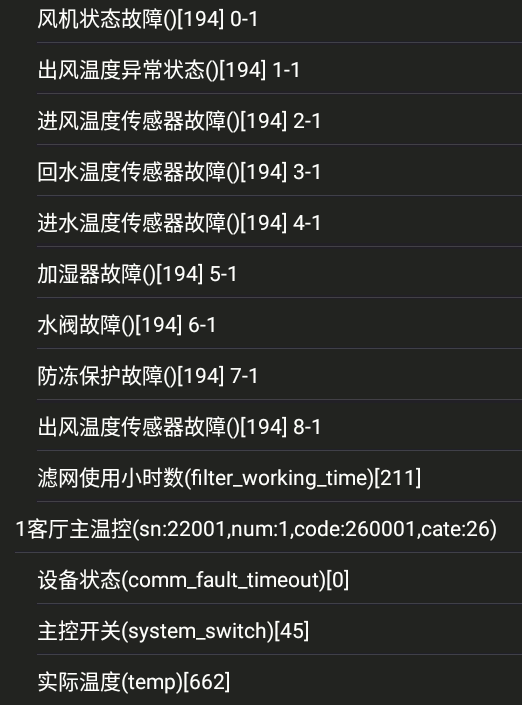 风机状态故障()[194] 0-1
出风温度异常状态()[194] 1-1
进风温度传感器故障()[194] 2-1
回水温度传感器故障()[194] 3-1
进水温度传感器故障()[194] 4-1
加湿器故障()[194] 5-1
水阀故障()[194] 6-1
防冻保护故障()[194] 7-1
出风温度传感器故障()[194] 8-1
滤网使用小时数(filter_working_time)[211]
1客厅主温控(sn:22001,num:1,code:260001,cate:26)
设备状态(comm_fault_timeout)[0]
主控开关(system_switch)[45]
实际温度(temp)[662]